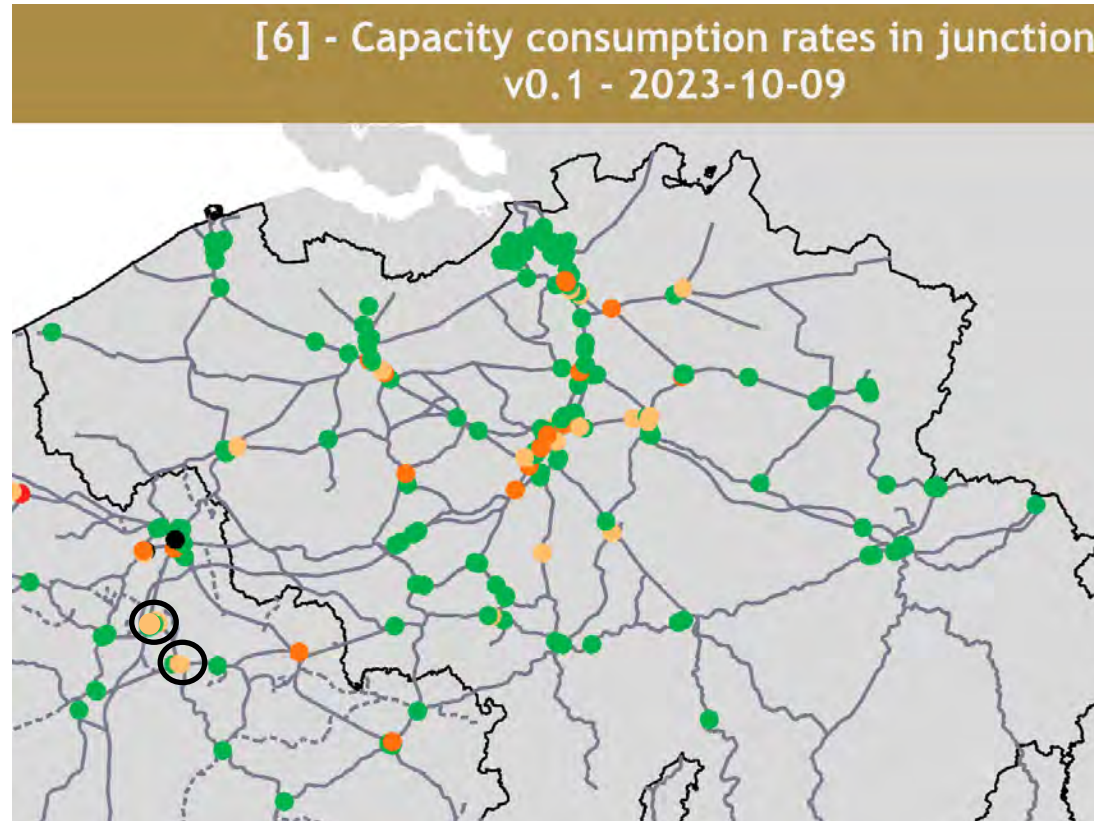 [6] - Capacity consumption rates in junction
v0.1 - 2023-10-09